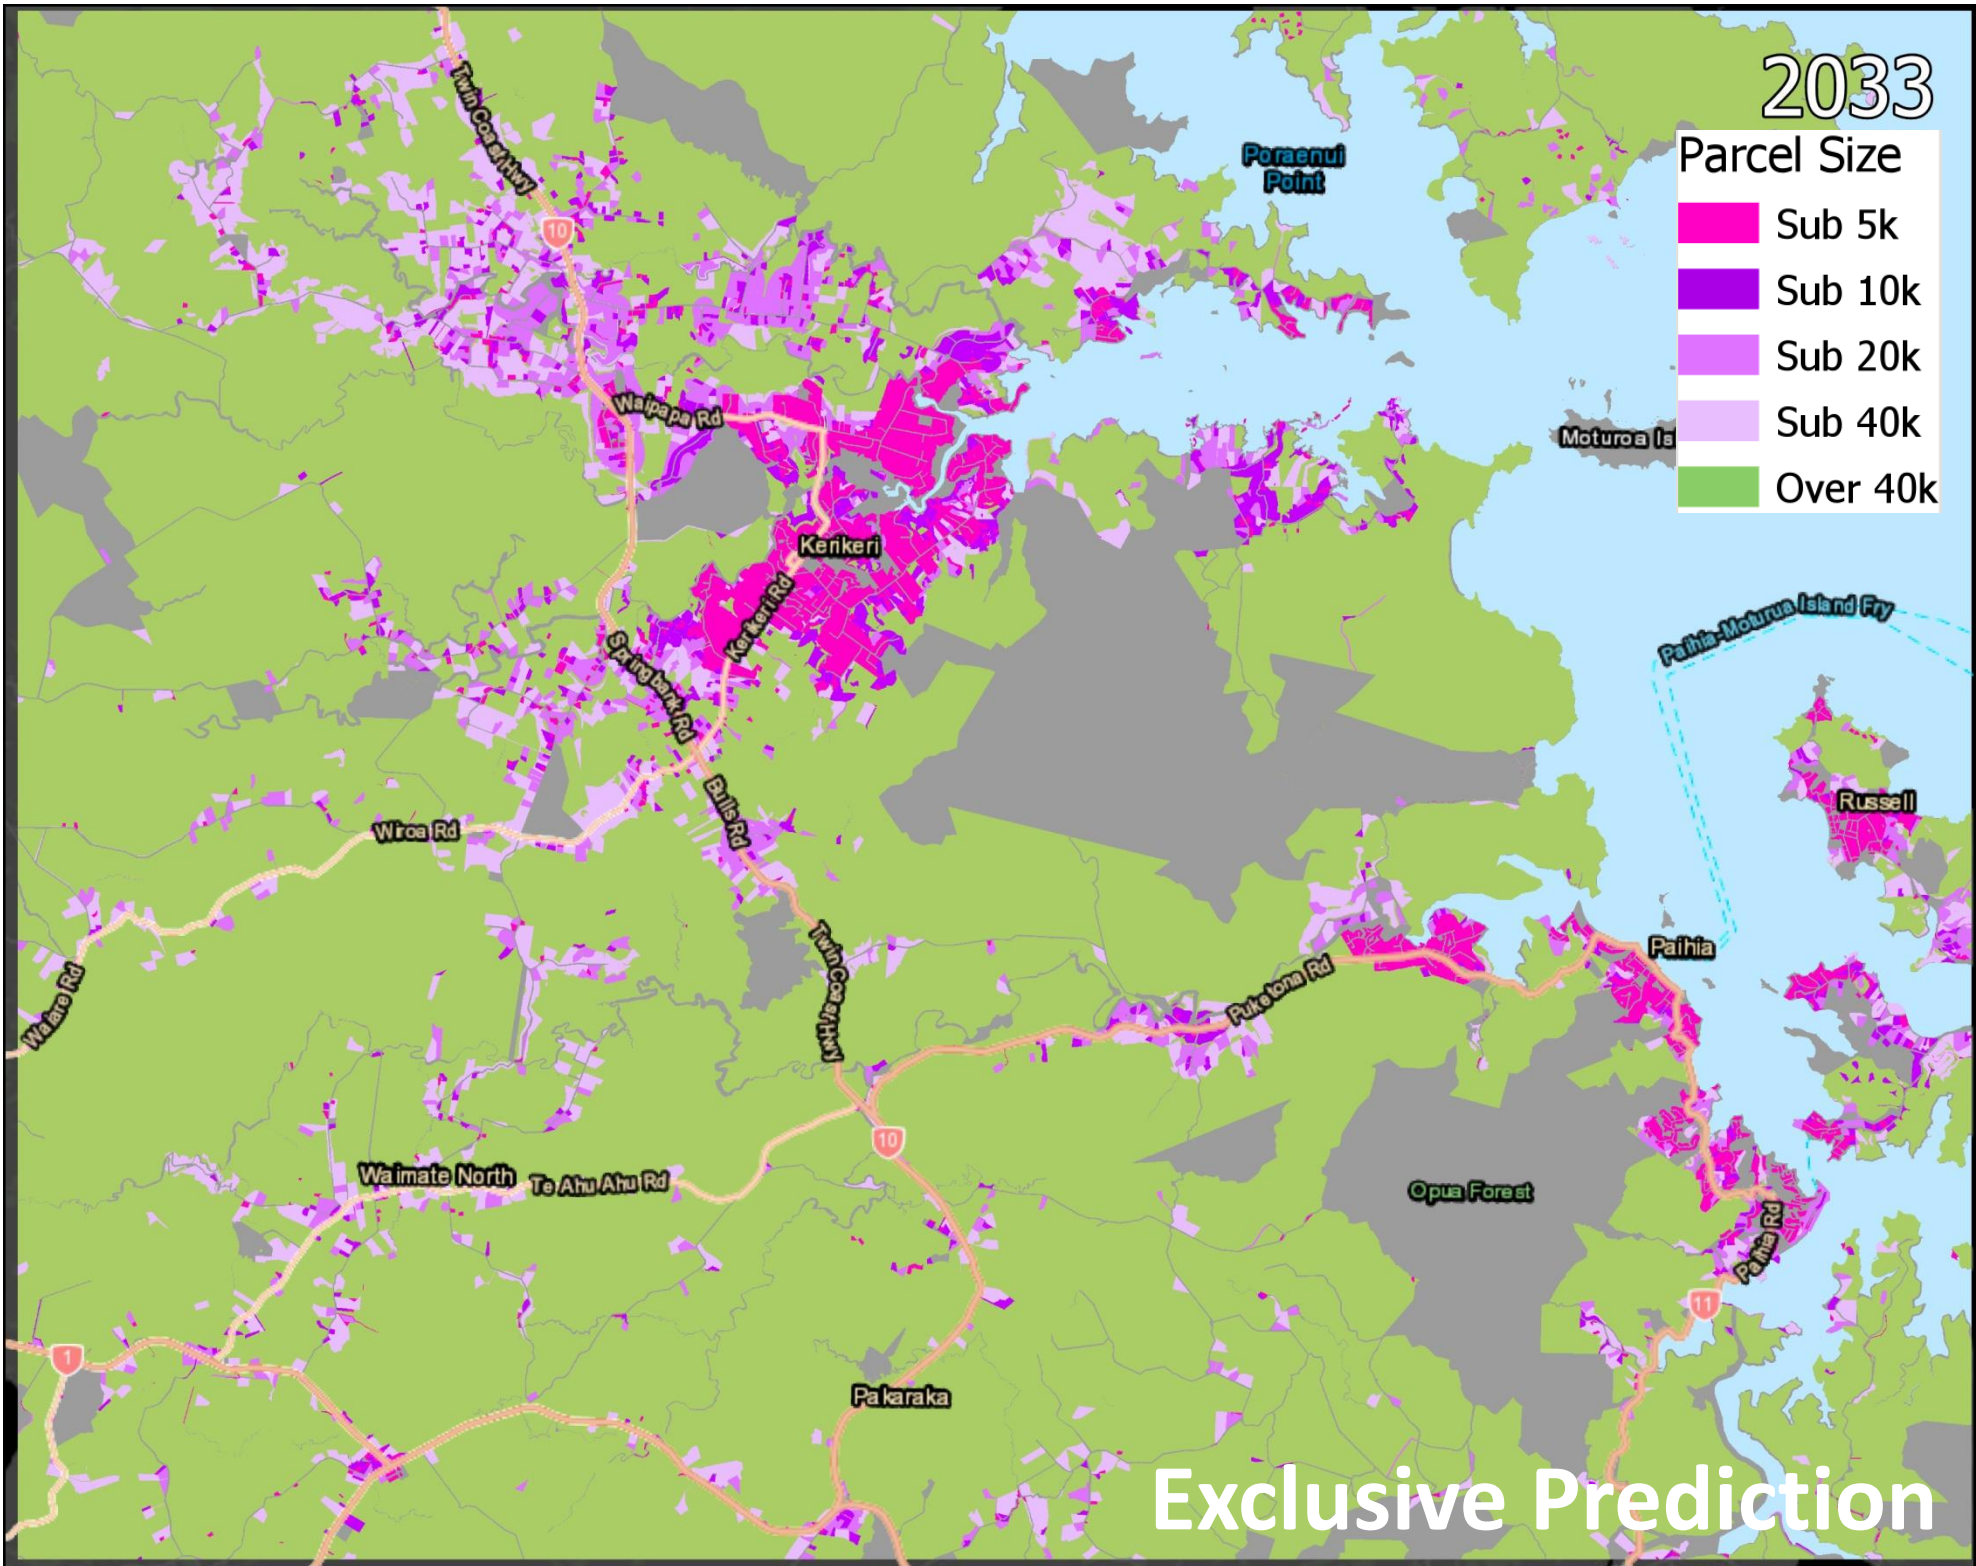 2033
Parcel Size
Sub 5k
Sub 10k
Sub 20k
Sub 40k
Over 40k
Twin Coast Hwy
10
Poraenui
Point
Waipapa Rd
Moturoa Is
Kerikeri
Kerikeri Rd
Springbank Rd
Paihia-Moturua Island Fry
Bulls Rd
Russell
Wiroa Rd
Waiare Rd
Twin Coast Hwy
Paihia
Puketona Rd
10
Waimate North
Te Ahu Ahu Rd
Opua Forest
Paihia Rd
11
1
Pakaraka
Exclusive Prediction